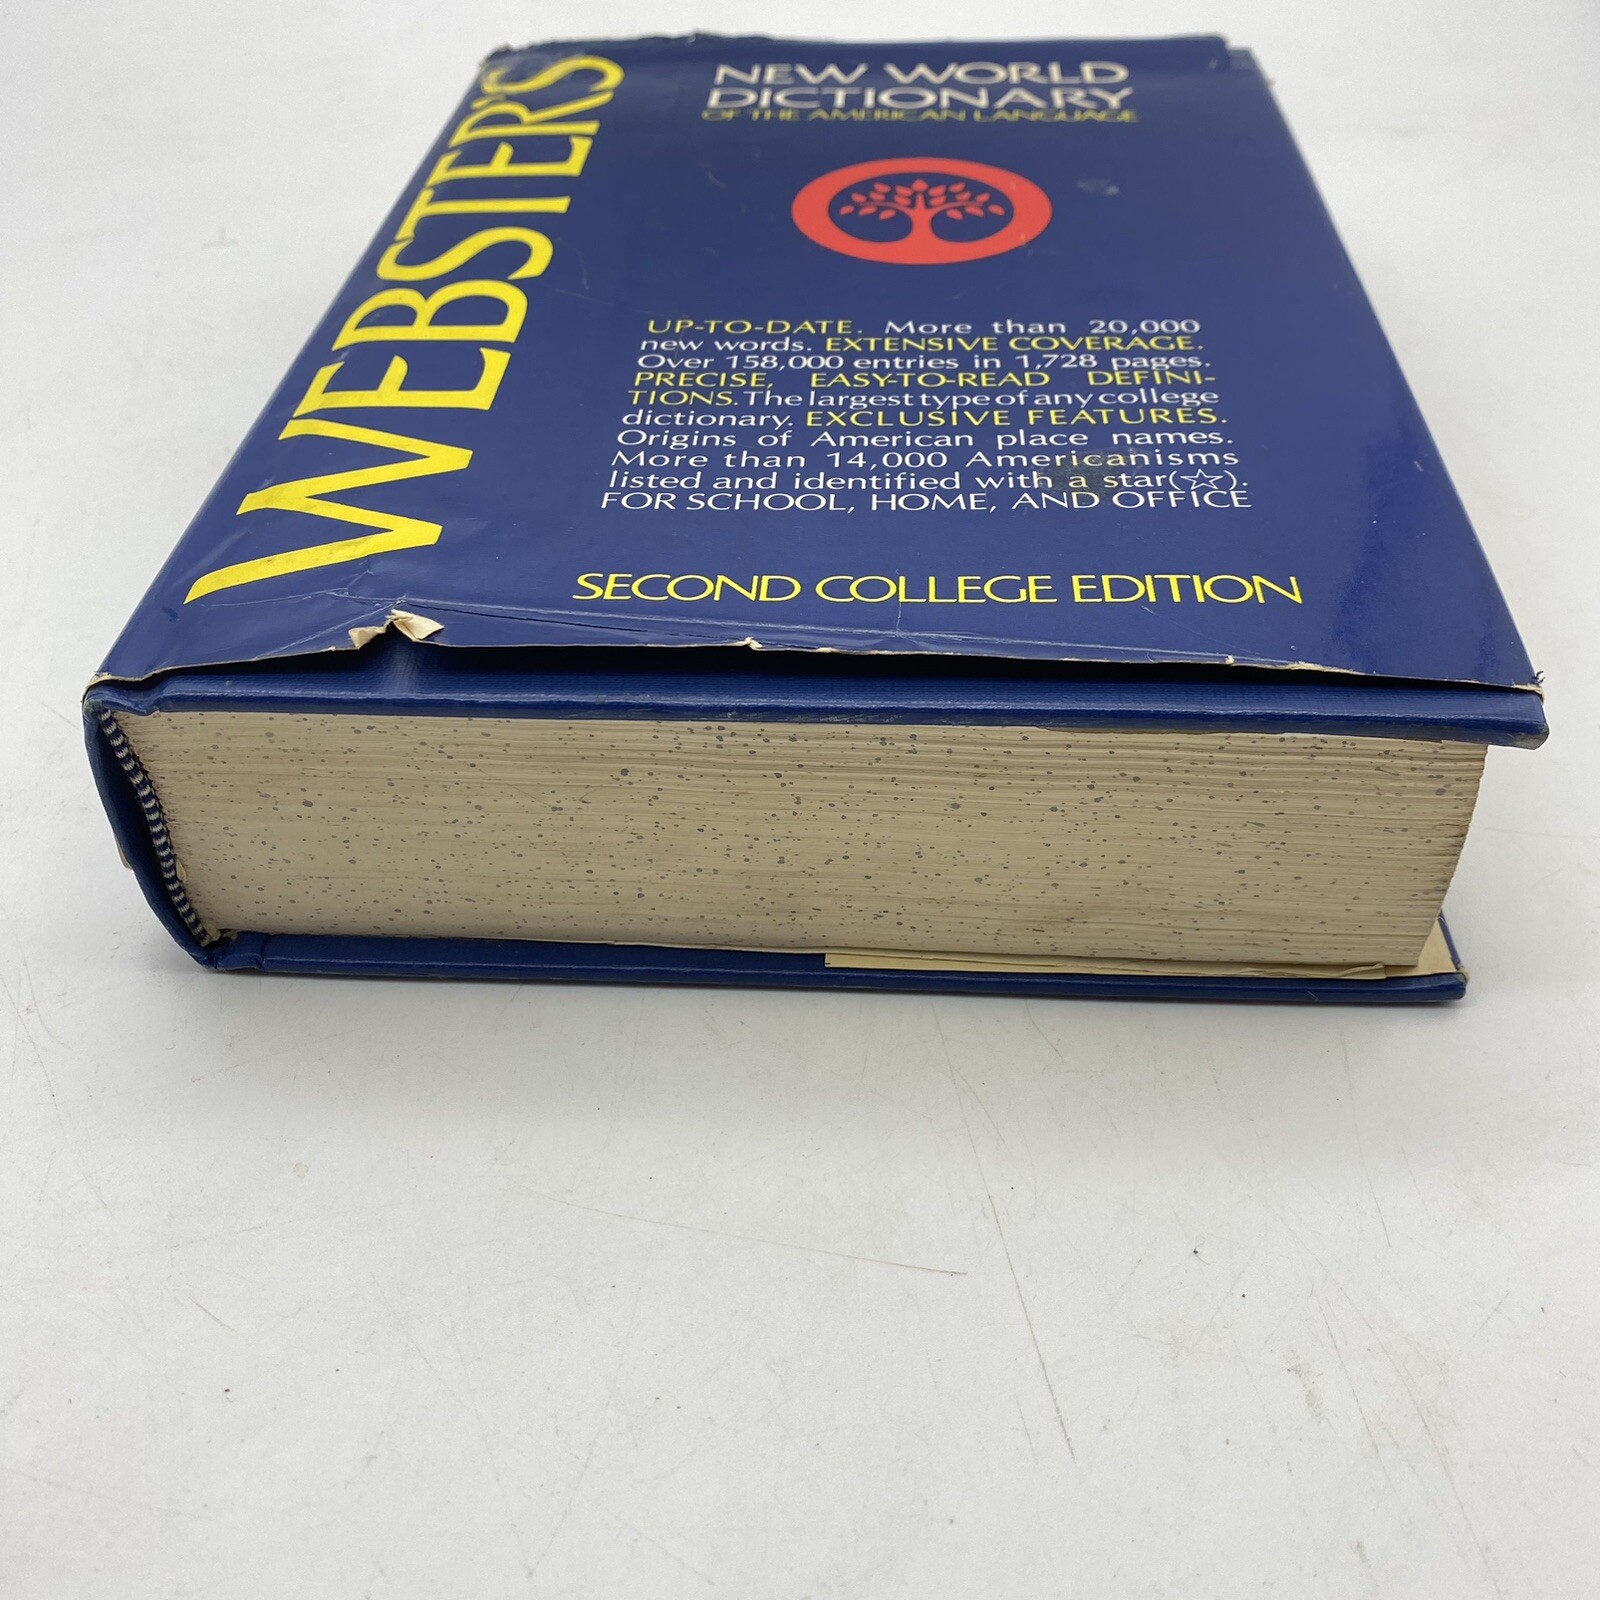 WEBSTER'S
NEW WORLD
DICTIONARY
OF THE AMERICAN LANGUAGE
UP-TO-DATE. More than 20,000
new words. EXTENSIVE COVERAGE.
Over 158,000 entries in 1,728 pages.
PRECISE, EASY-TO-READ DEFINI-
TIONS. The largest type of any college
dictionary. EXCLUSIVE FEATURES.
Origins of American place names.
More than 14,000 Americanisms
listed and identified with a star(☆).
FOR SCHOOL, HOME, AND OFFICE
SECOND COLLEGE EDITION